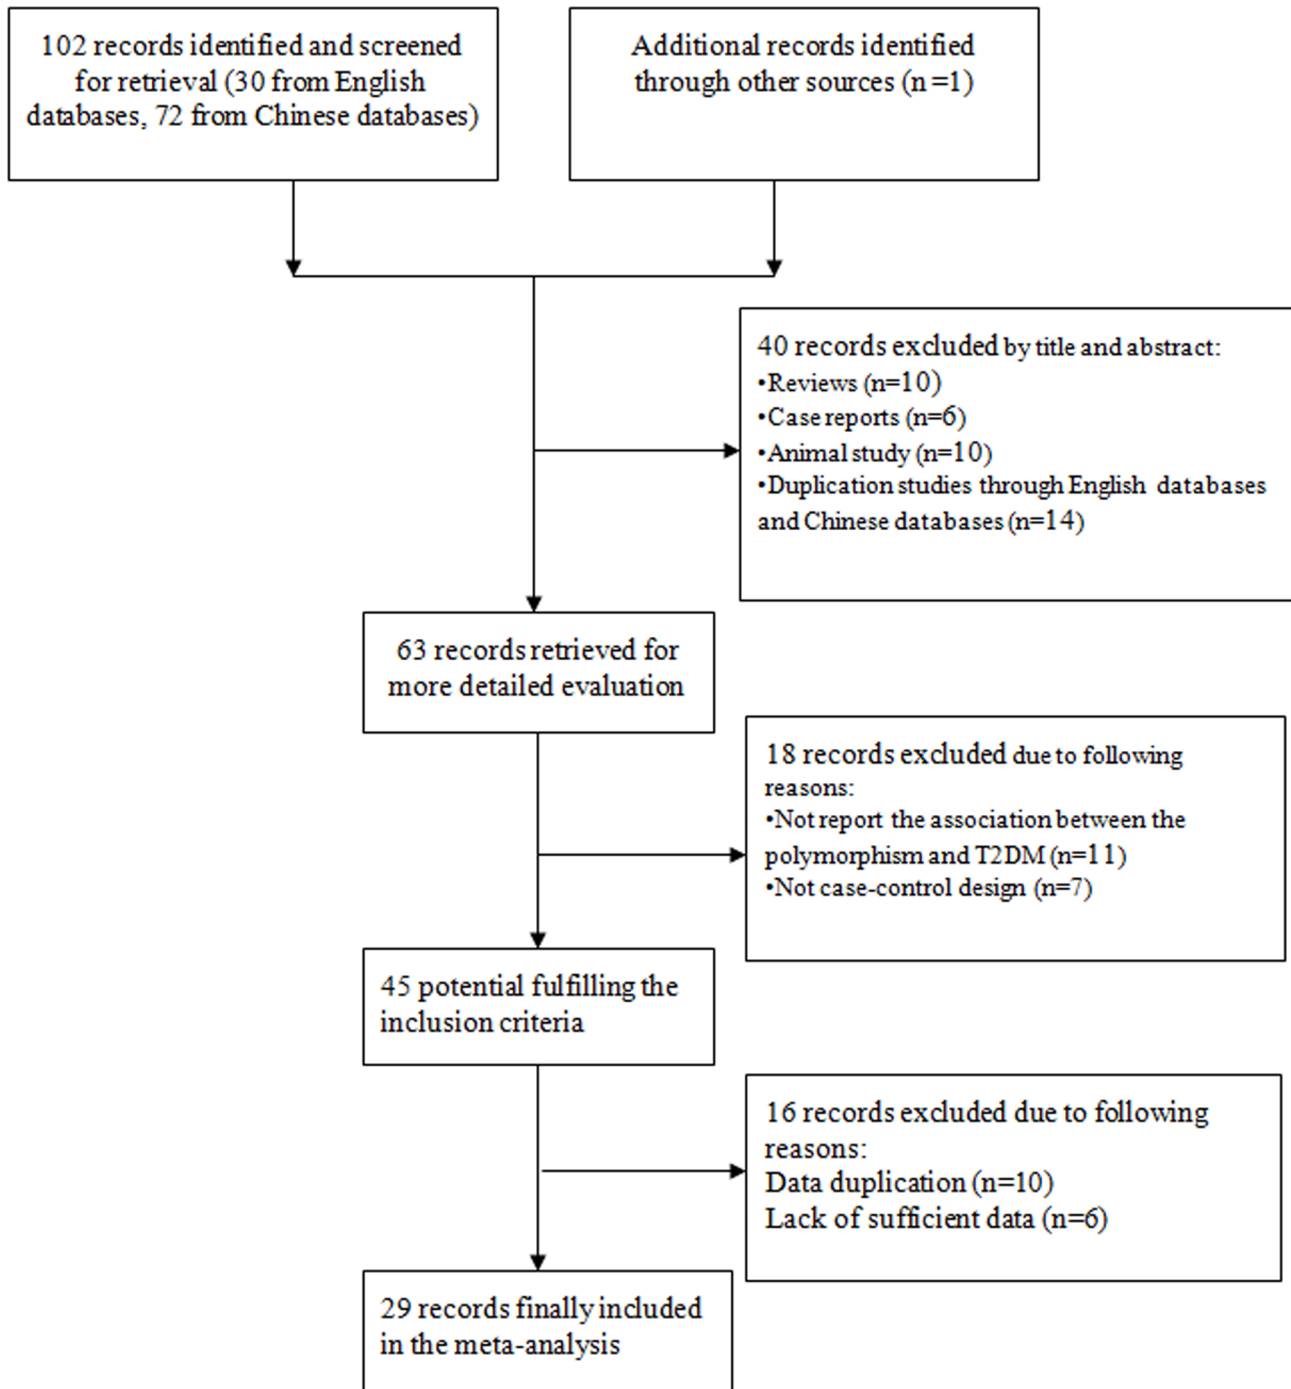 102 records identified and screened
for retrieval (30 from English
databases, 72 from Chinese databases)
Additional records identified
through other sources (n =1)
40 records excluded by title and abstract:
•Reviews (n=10)
•Case reports (n=6)
•Animal study (n=10)
•Duplication studies through English databases
and Chinese databases (n=14)
63 records retrieved for
more detailed evaluation
18 records excluded due to following
reasons:
•Not report the association between the
polymorphism and T2DM (n=11)
•Not case-control design (n=7)
45 potential fulfilling the
inclusion criteria
16 records excluded due to following
reasons:
Data duplication (n=10)
Lack of sufficient data (n=6)
29 records finally included
in the meta-analysis